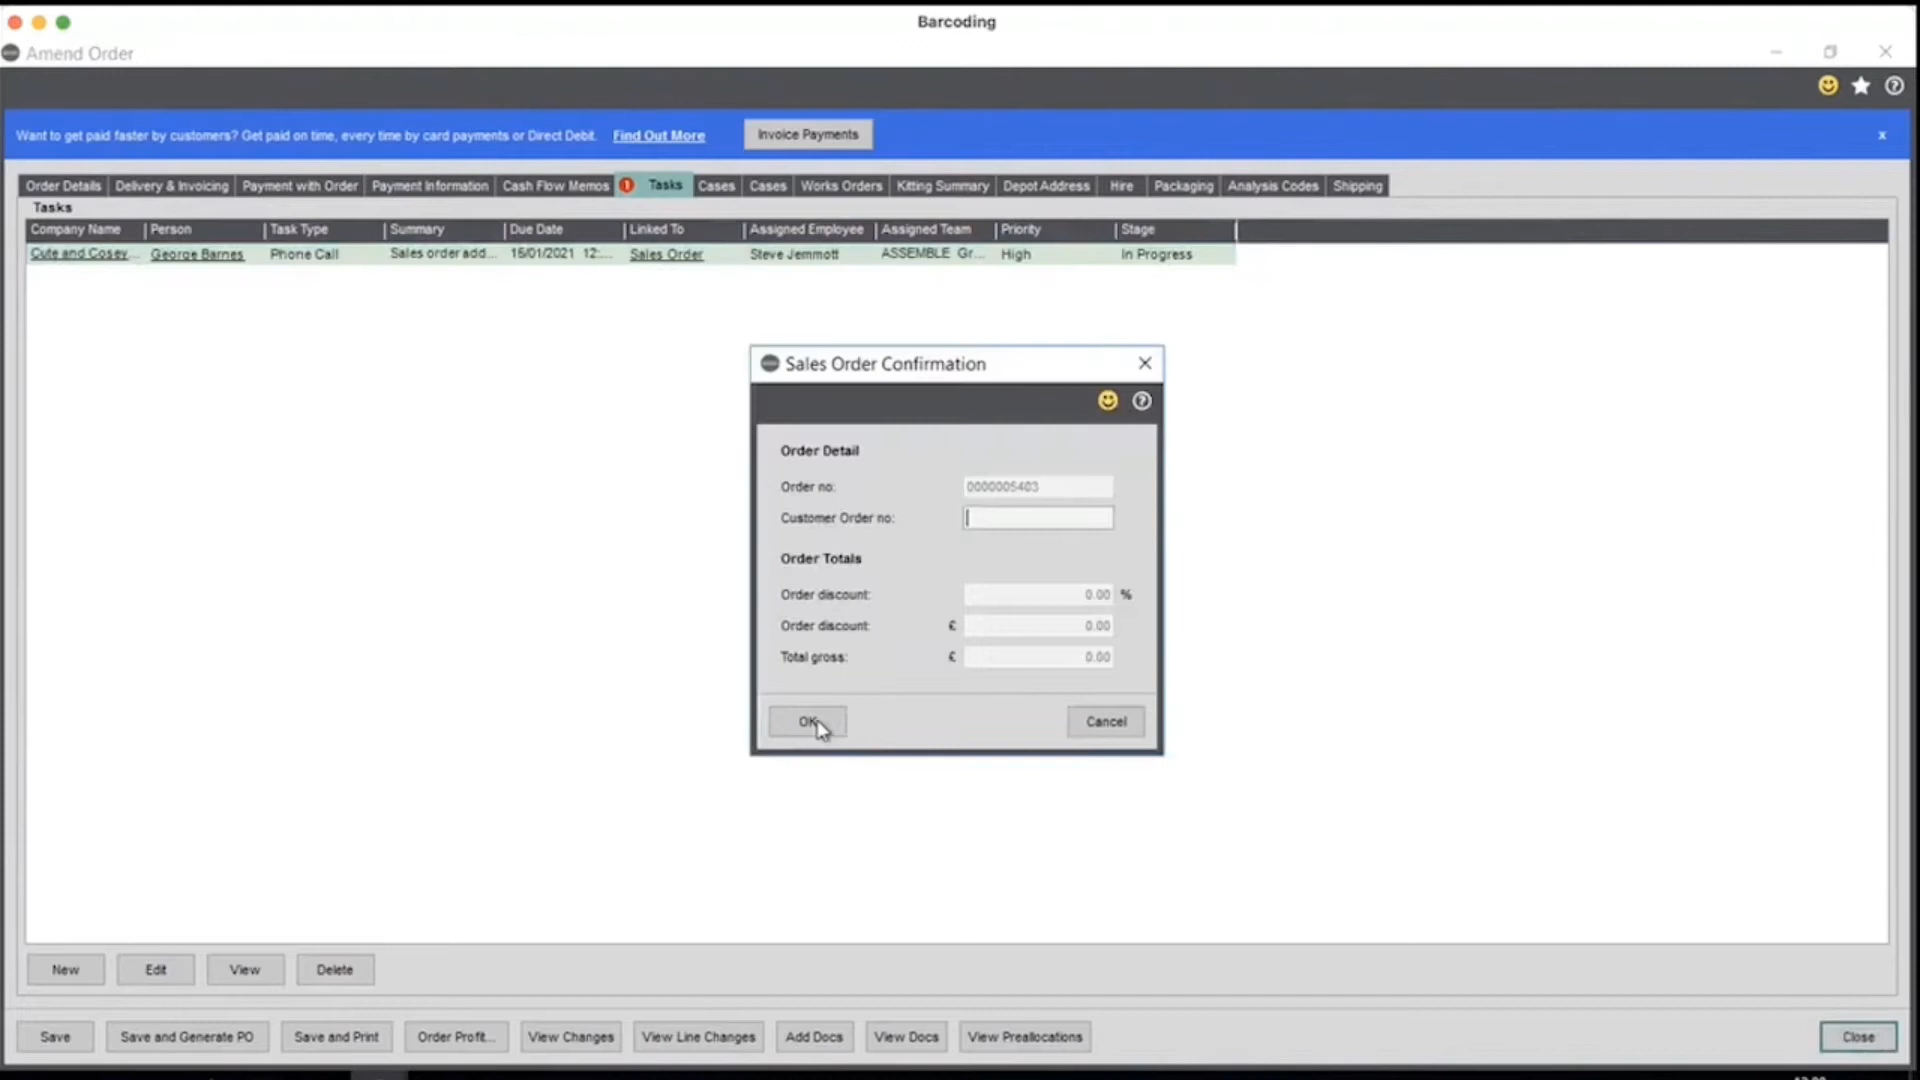 Barcoding
Amend Order
Want to get paid faster by customers? Get paid on time, every time by card payments or Direct Debit. Find Out More Invoice Payments x
Order Details Delivery & Invoicing Payment with Order Payment Information Cash Flow Memos 1 Tasks Cases Cases Works Orders Kitting Summary Depot Address Hire Packaging Analysis Codes Shipping
Tasks
Company Name Person Task Type Summary Due Date Linked To Assigned Employee Assigned Team Priority Stage
Cute and Cosey... George Barnes Phone Call Sales order add... 15/01/2021 12:... Sales Order Steve Jemmott ASSEMBLE Gr... High In Progress
Sales Order Confirmation
Order Detail
Order no: 0000005403
Customer Order no:
Order Totals
Order discount: 0.00 %
Order discount: £ 0.00
Total gross: £ 0.00
OK Cancel
New Edit View Delete
Save Save and Generate PO Save and Print Order Profit... View Changes View Line Changes Add Docs View Docs View Preallocations Close